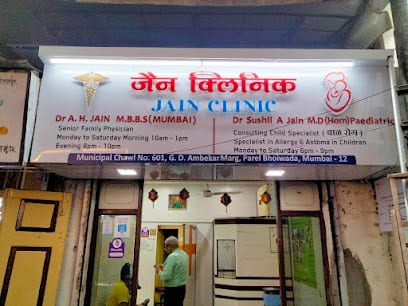 जैन क्लिनिक
JAIN CLINIC
Dr A. H. JAIN M.B.B.S (MUMBAI)
Senior Family Physician
Monday to Saturday Morning 10am - 1pm
Evening 8pm - 10pm
Dr Sushil A Jain M.D(Hom)Paediatric
Consulting Child Specialist ( बाळ रोग )
Specialist in Allergy & Asthma in Children
Monday to Saturday 6pm - 9pm
Municipal Chawl No. 601, G. D. Ambekar Marg, Parel Bhoiwada, Mumbai - 12